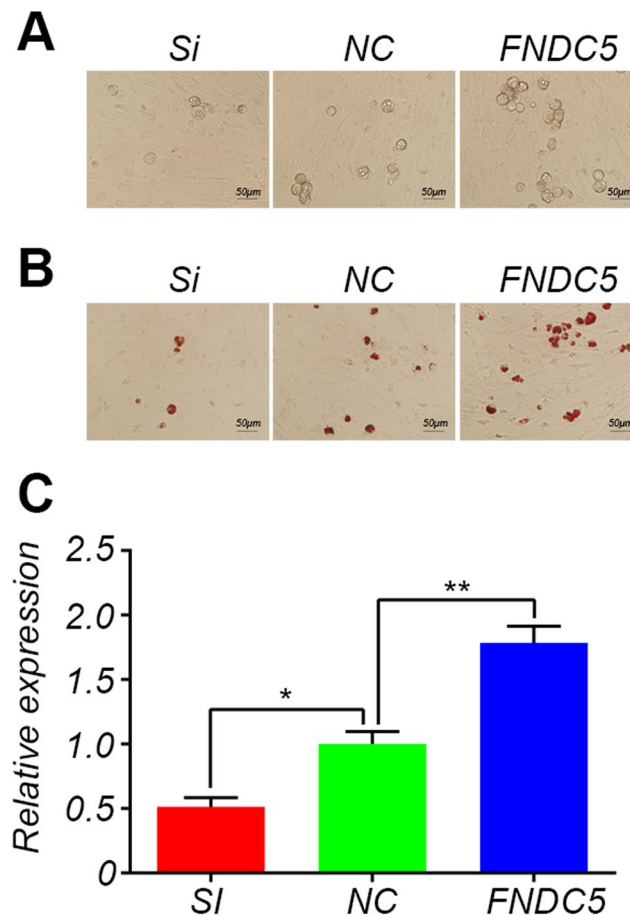 A
Si NC FNDC5
50μm 50μm 50μm
B
Si NC FNDC5
50μm 50μm 50μm
C
Relative expression
2.5
2.0
1.5
1.0
0.5
0
* **
SI NC FNDC5